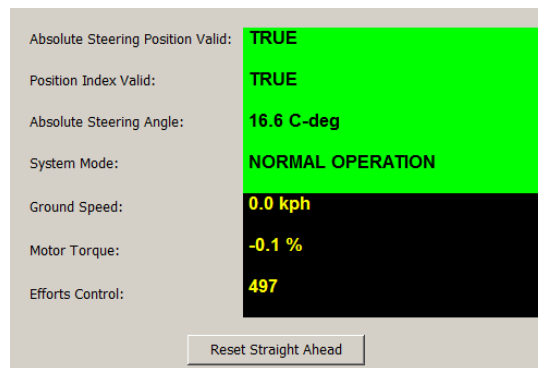 Absolute Steering Position Valid: TRUE
Position Index Valid: TRUE
Absolute Steering Angle: 16.6 C-deg
System Mode: NORMAL OPERATION
Ground Speed: 0.0 kph
Motor Torque: -0.1 %
Efforts Control: 497
Reset Straight Ahead